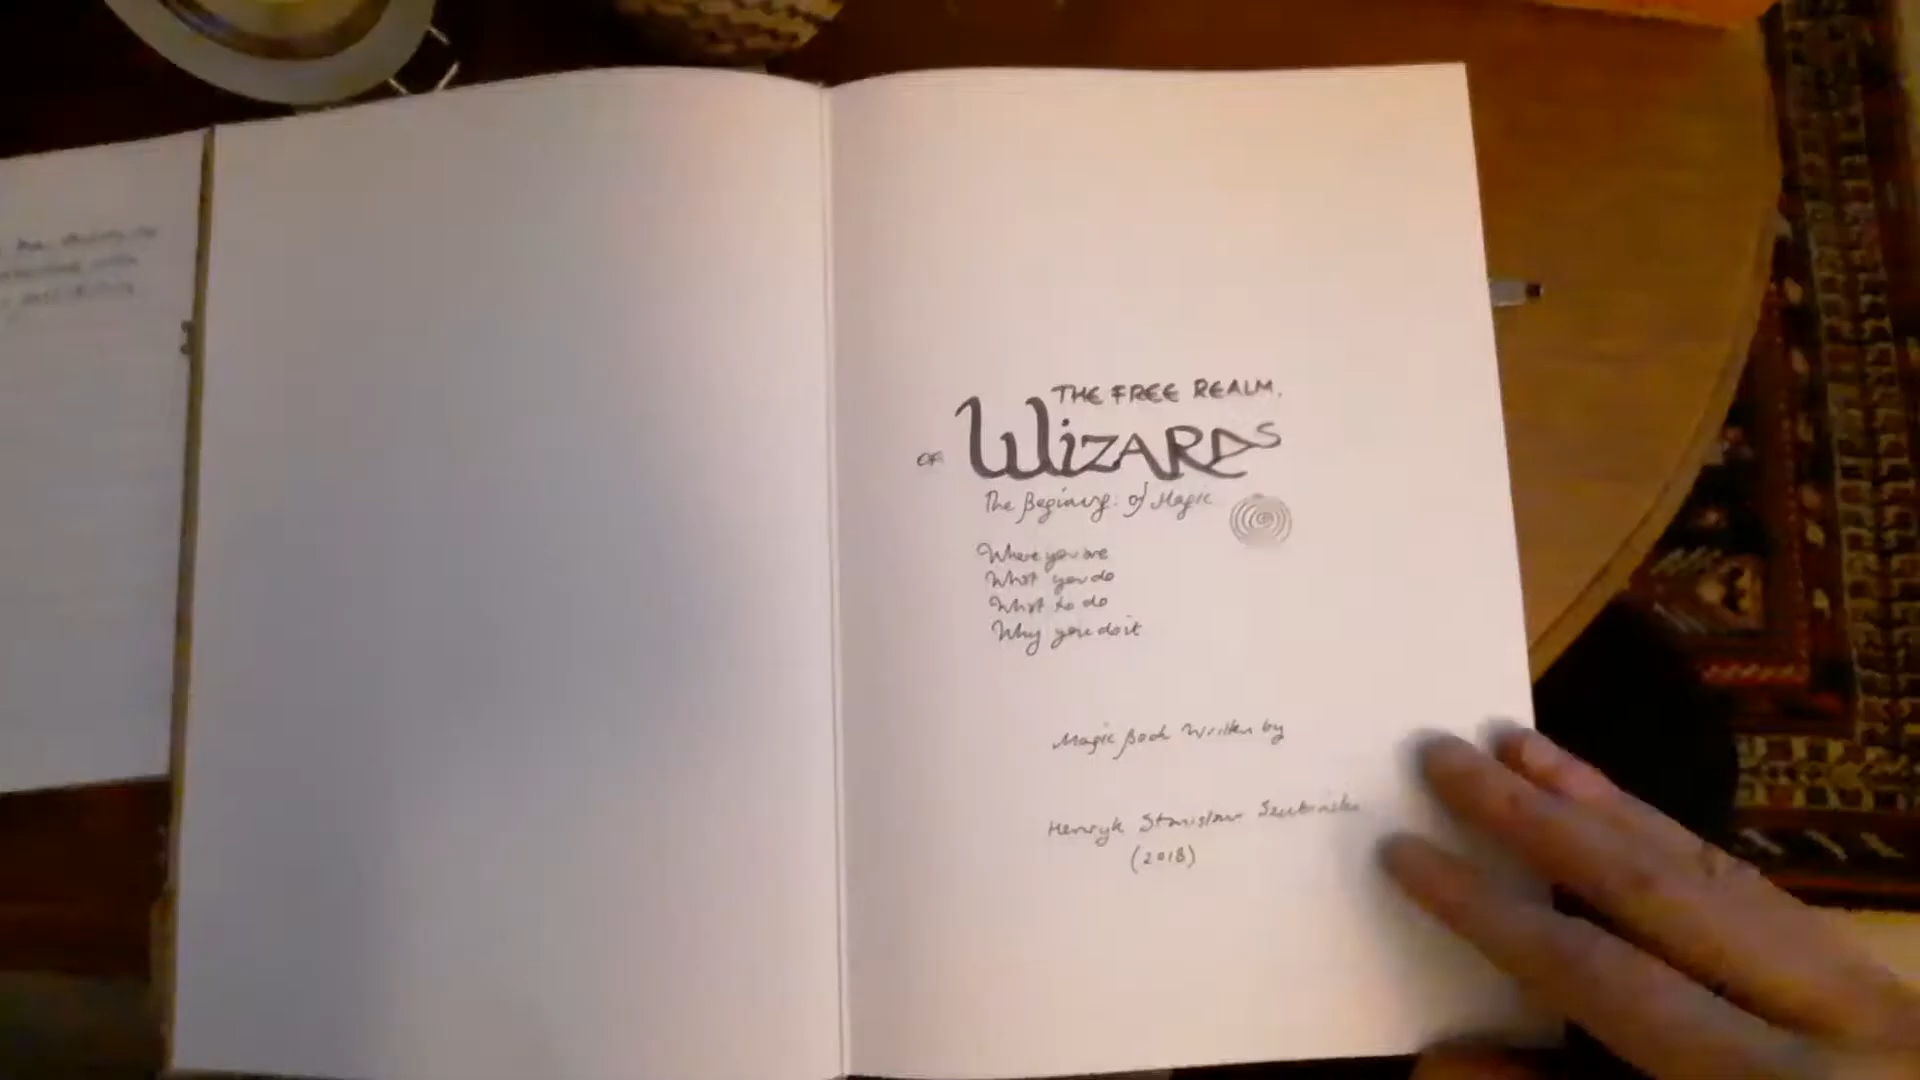 THE FREE REALM.
OF WIZARDS
The Begining of Magic
Where you are
What you do
What to do
Why you do it
Magic Book Written by
Henryk Stanislaw
(2018)